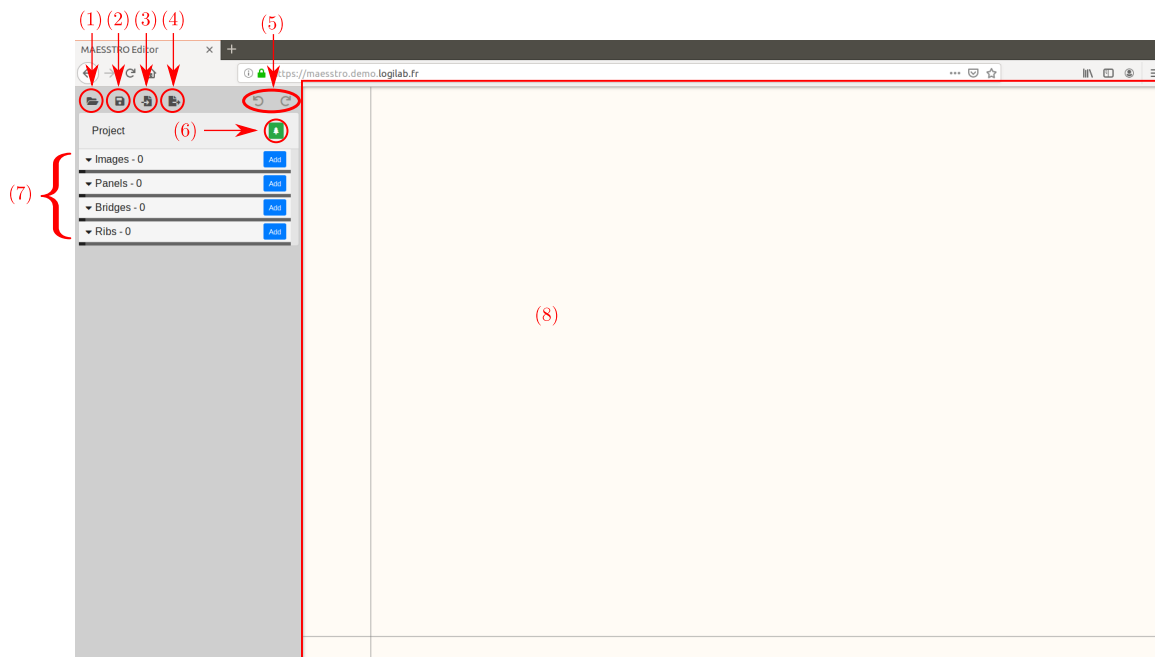 (1) (2) (3) (4) (5)
MAESSTRO Editor
https://maesstro.demo.logilab.fr
Project (6)
(7)
Images - 0 Add
Panels - 0 Add
Bridges - 0 Add
Ribs - 0 Add
(8)